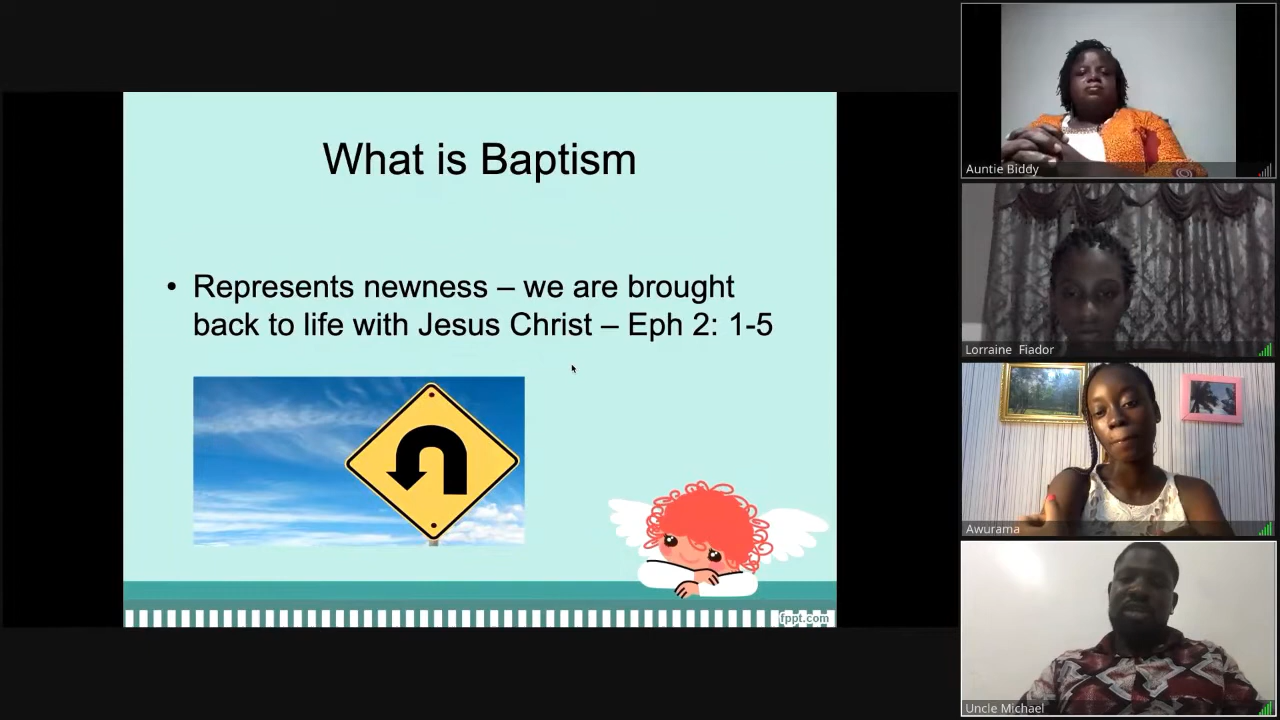 What is Baptism
• Represents newness – we are brought
back to life with Jesus Christ – Eph 2: 1-5
fppt.com
Auntie Biddy
Lorraine Fiador
Awurama
Uncle Michael